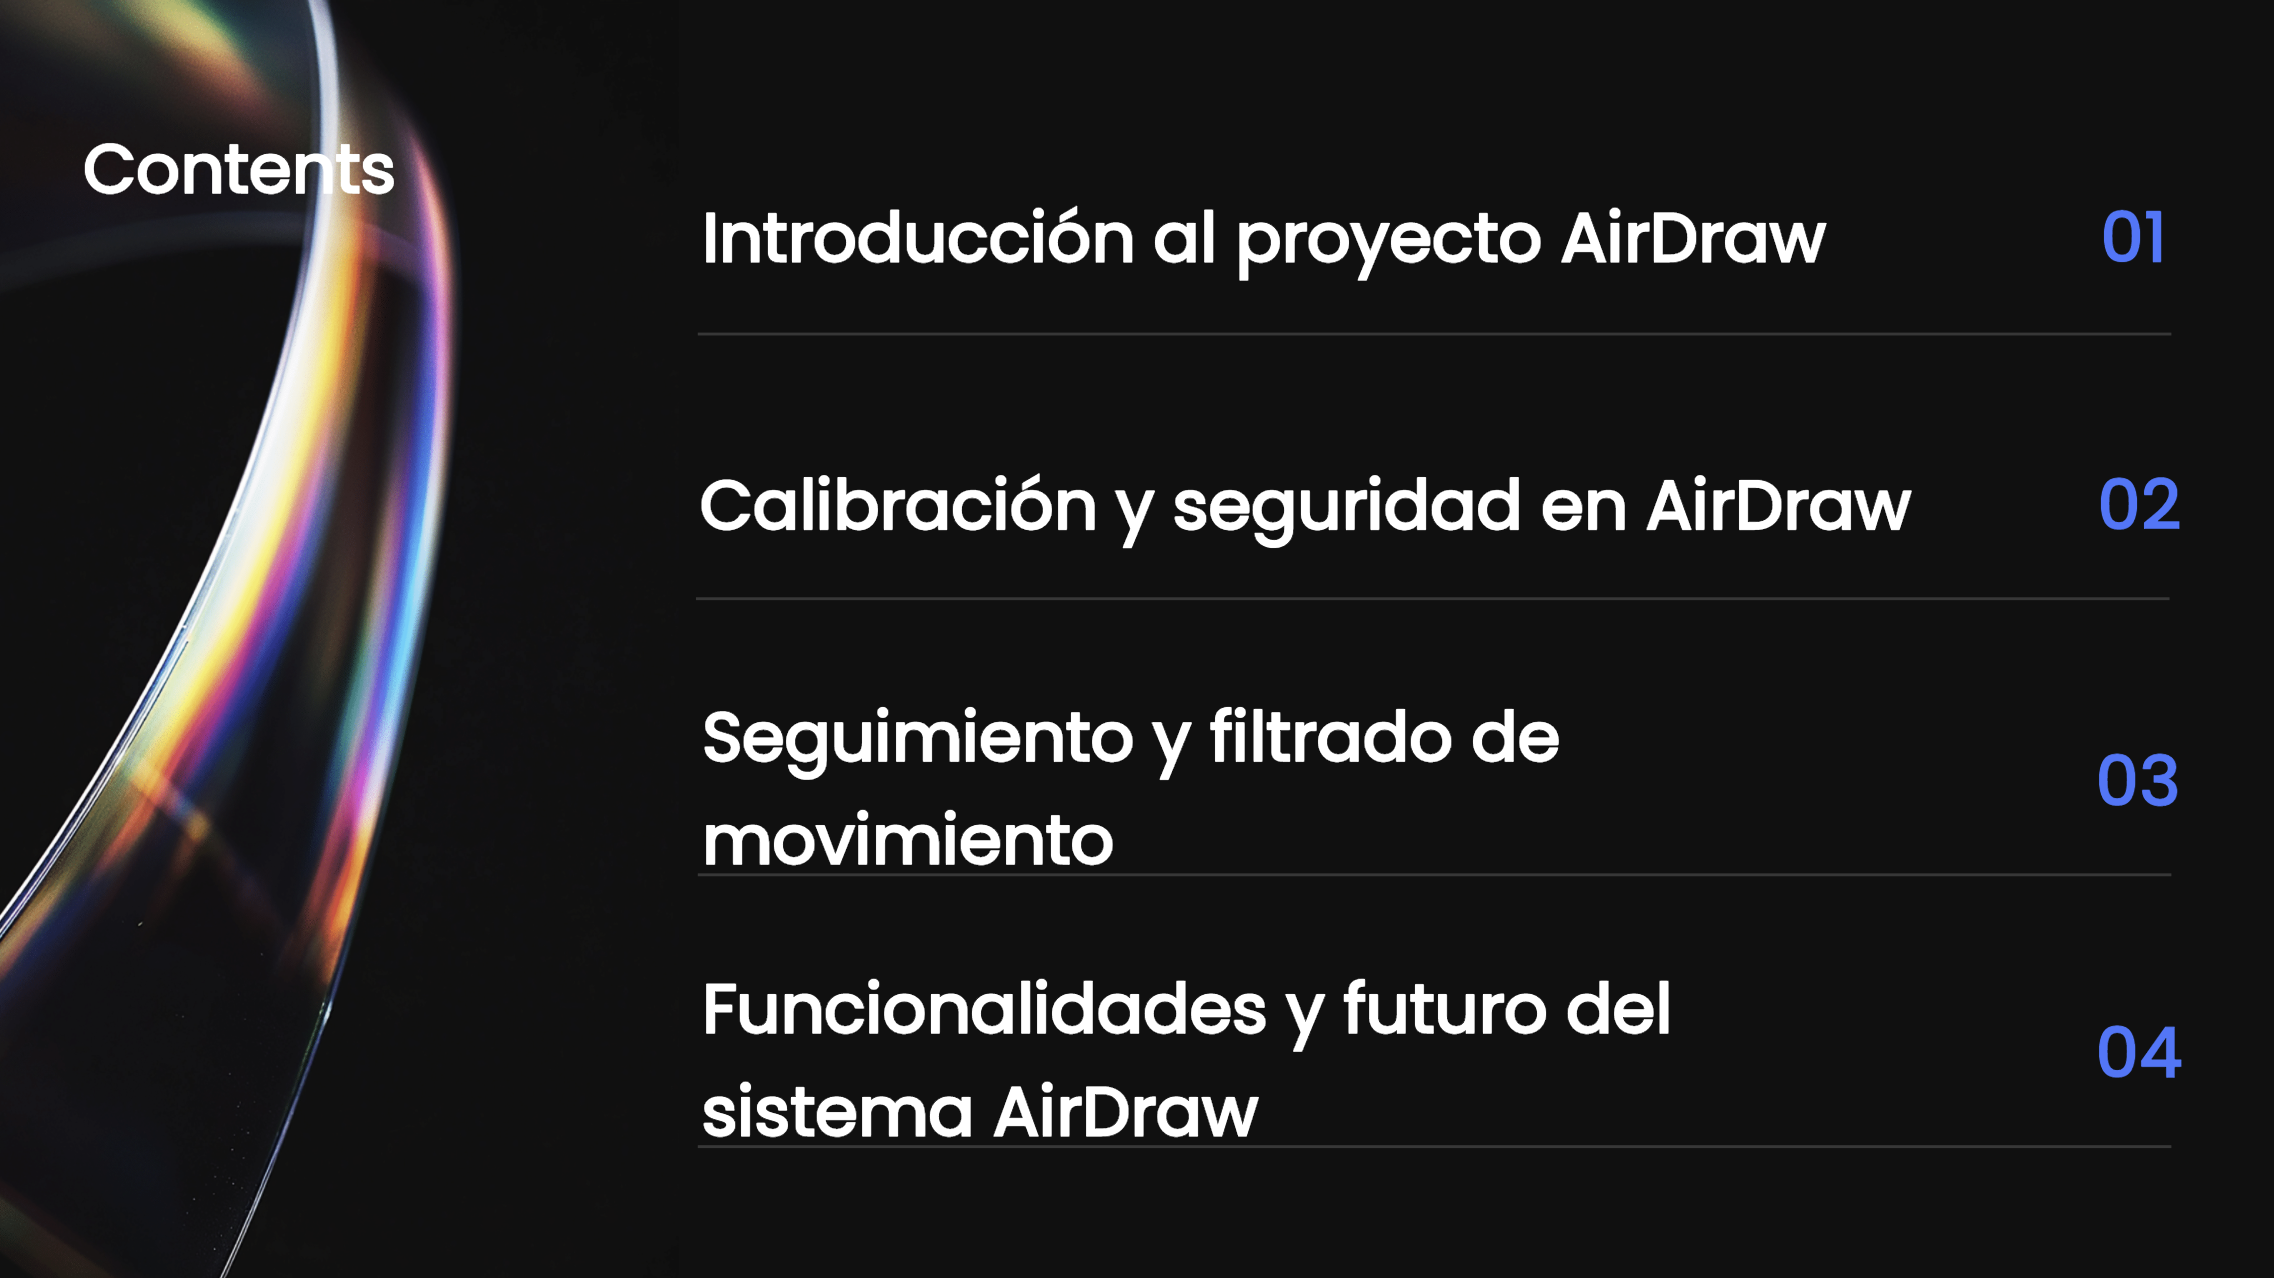 Contents
Introducción al proyecto AirDraw
01
Calibración y seguridad en AirDraw
02
Seguimiento y filtrado de
movimiento
03
Funcionalidades y futuro del
sistema AirDraw
04